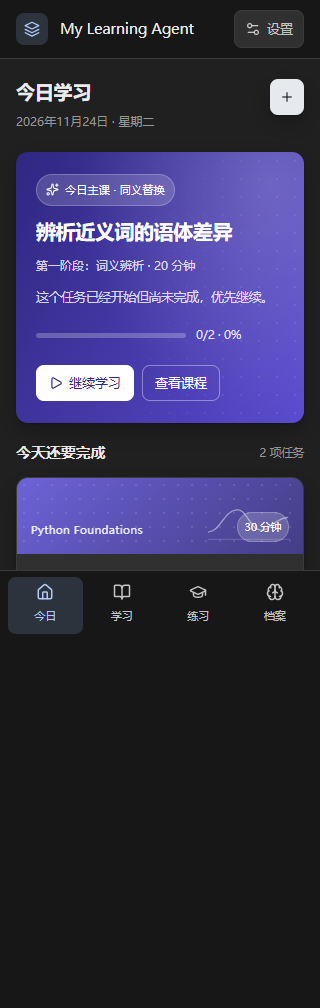 My Learning Agent
设置
今日学习
2026年11月24日 · 星期二
今日主课 · 同义替换
辨析近义词的语体差异
第一阶段：词义辨析 · 20 分钟
这个任务已经开始但尚未完成，优先继续。
0/2 · 0%
继续学习
查看课程
今天还要完成
2 项任务
Python Foundations
30 分钟
今日
学习
练习
档案